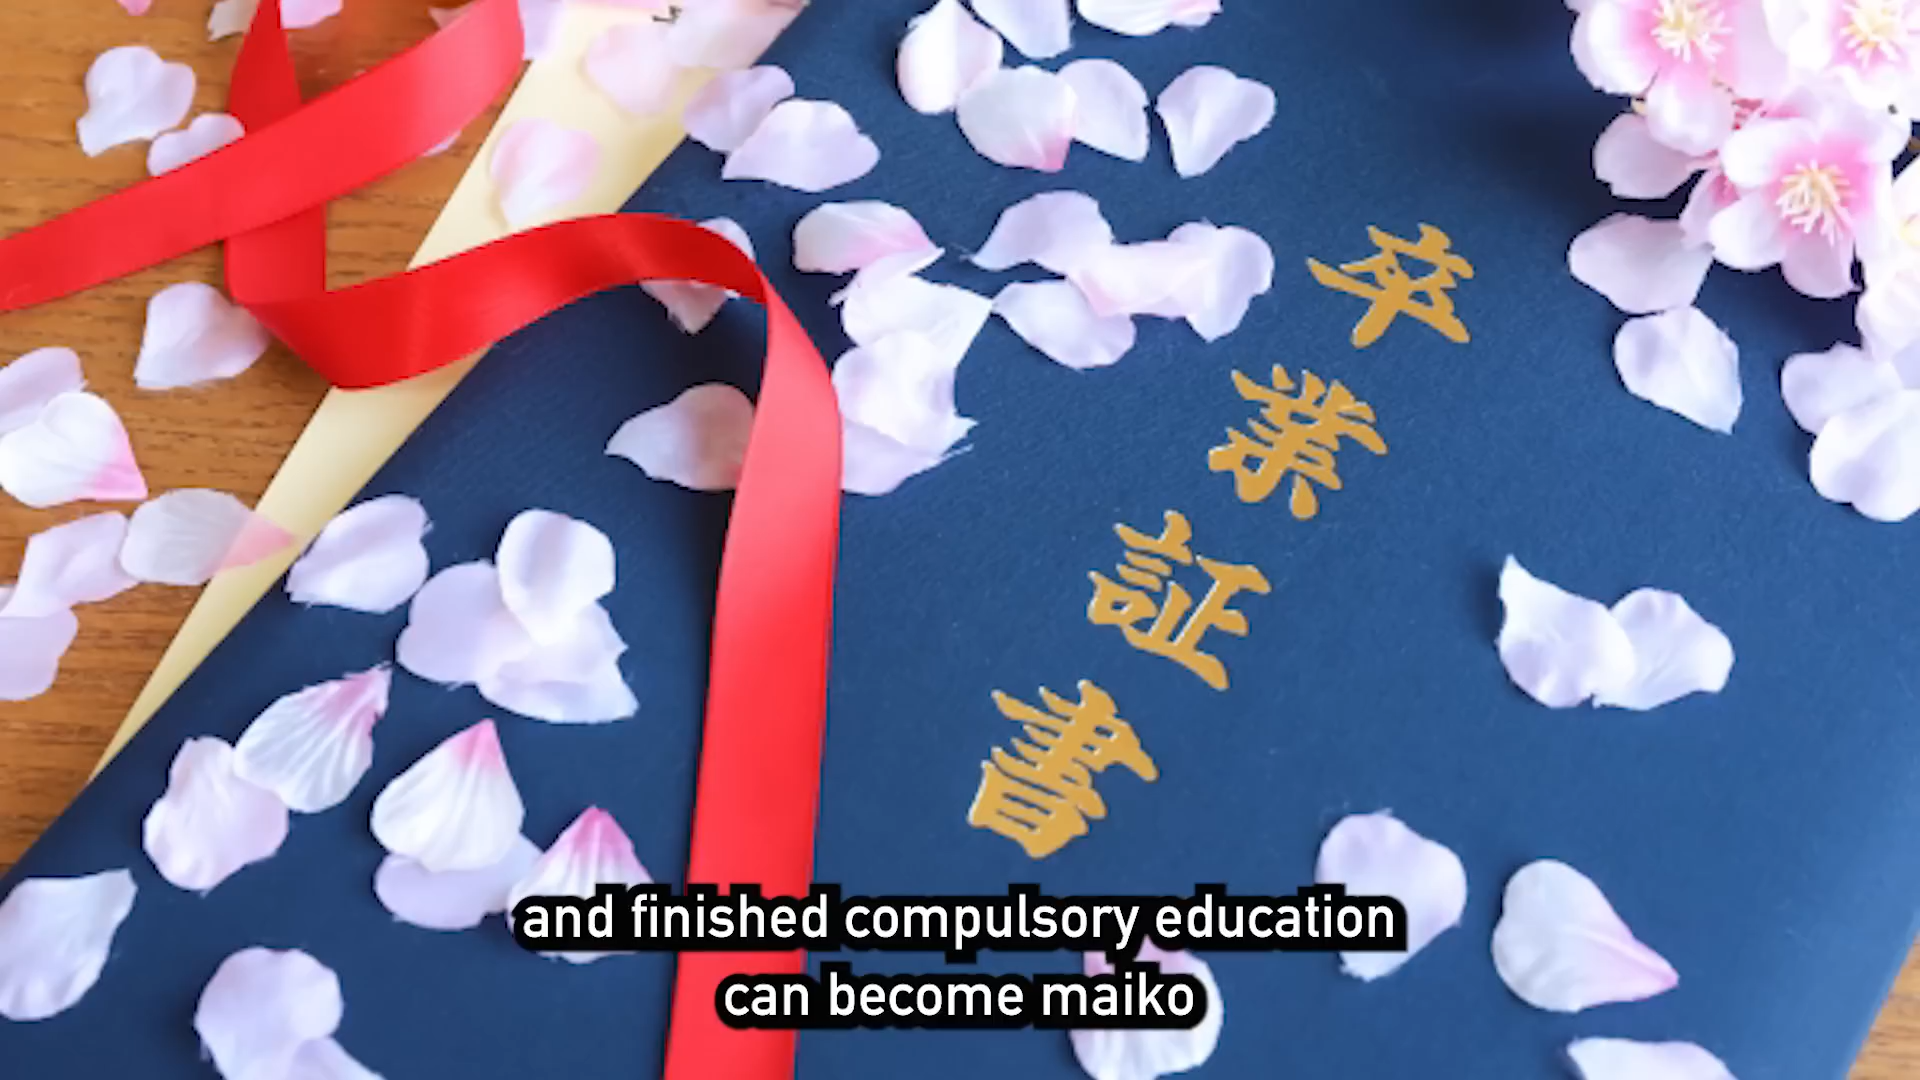 卒業証書
and finished compulsory education
can become maiko